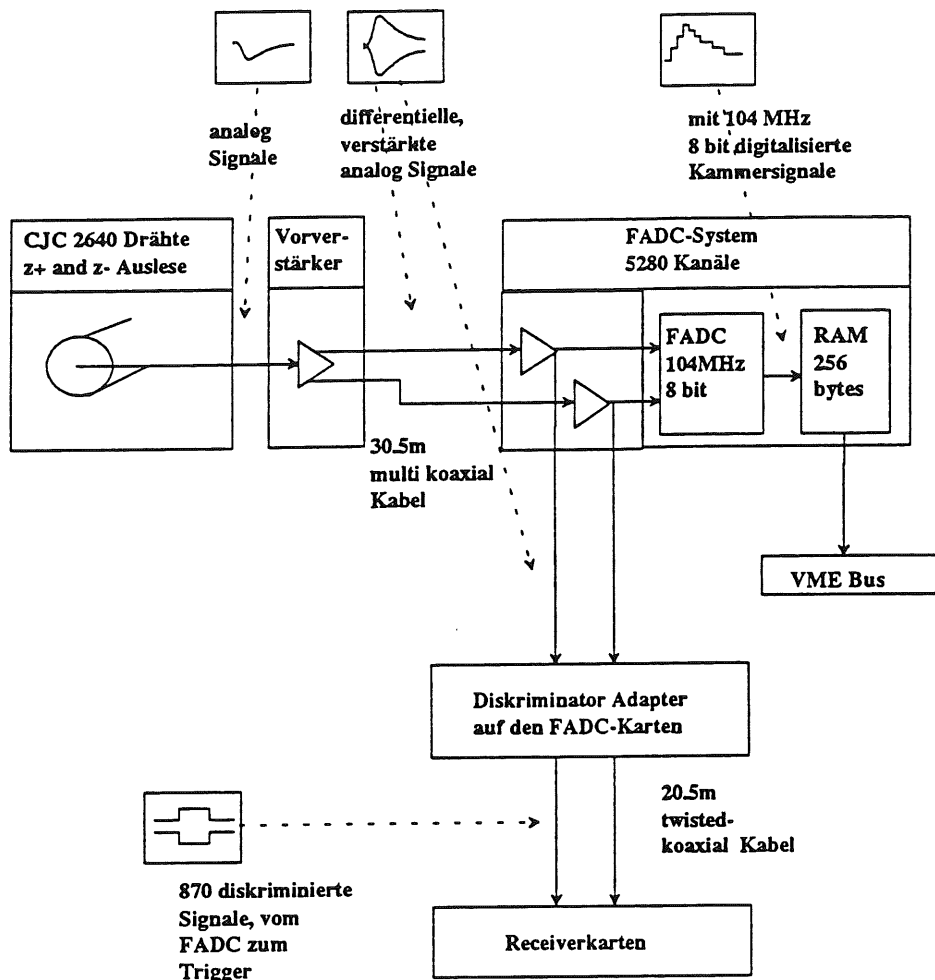 analog
Signale
differentielle,
verstärkte
analog Signale
mit 104 MHz
8 bit digitalisierte
Kammersignale
CJC 2640 Drähte
z+ and z- Auslese
Vorver-
stärker
FADC-System
5280 Kanäle
FADC
104MHz
8 bit
RAM
256
bytes
30.5m
multi koaxial
Kabel
VME Bus
Diskriminator Adapter
auf den FADC-Karten
20.5m
twisted-
koaxial Kabel
870 diskriminierte
Signale, vom
FADC zum
Trigger
Receiverkarten